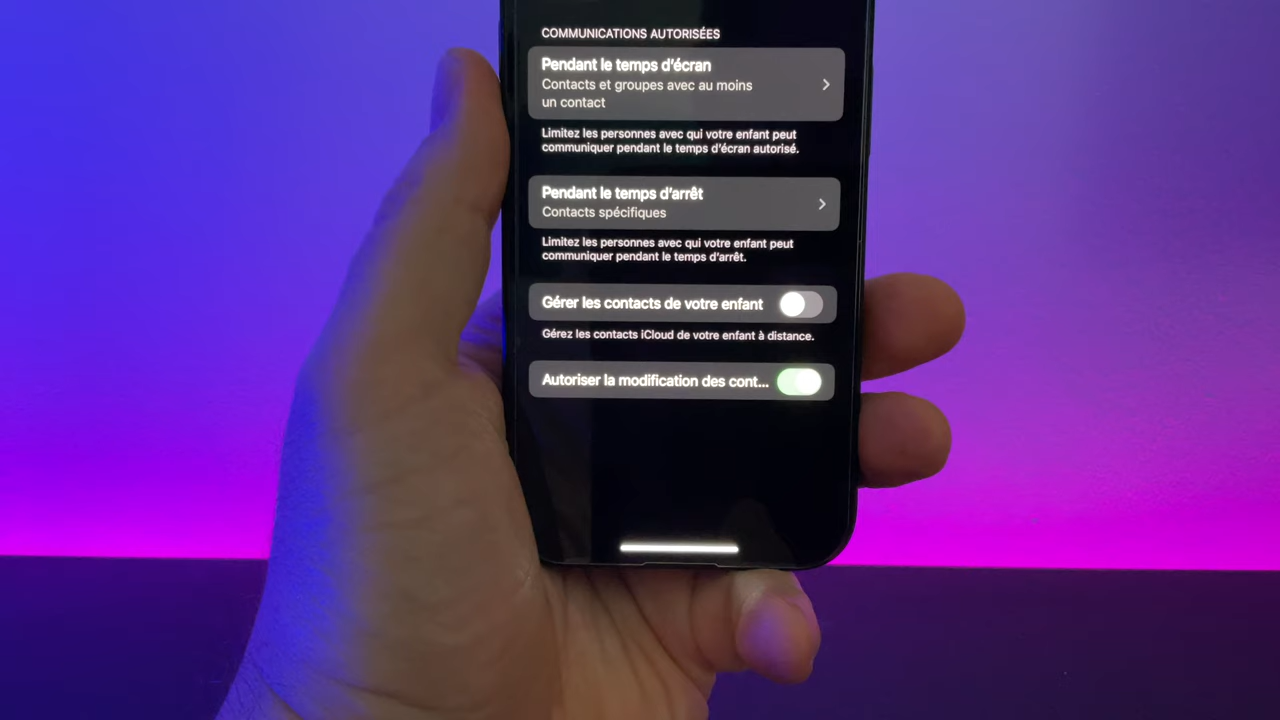 COMMUNICATIONS AUTORISÉES
Pendant le temps d'écran
Contacts et groupes avec au moins
un contact
Limitez les personnes avec qui votre enfant peut
communiquer pendant le temps d'écran autorisé.
Pendant le temps d'arrêt
Contacts spécifiques
Limitez les personnes avec qui votre enfant peut
communiquer pendant le temps d'arrêt.
Gérer les contacts de votre enfant
Gérez les contacts iCloud de votre enfant à distance.
Autoriser la modification des cont...